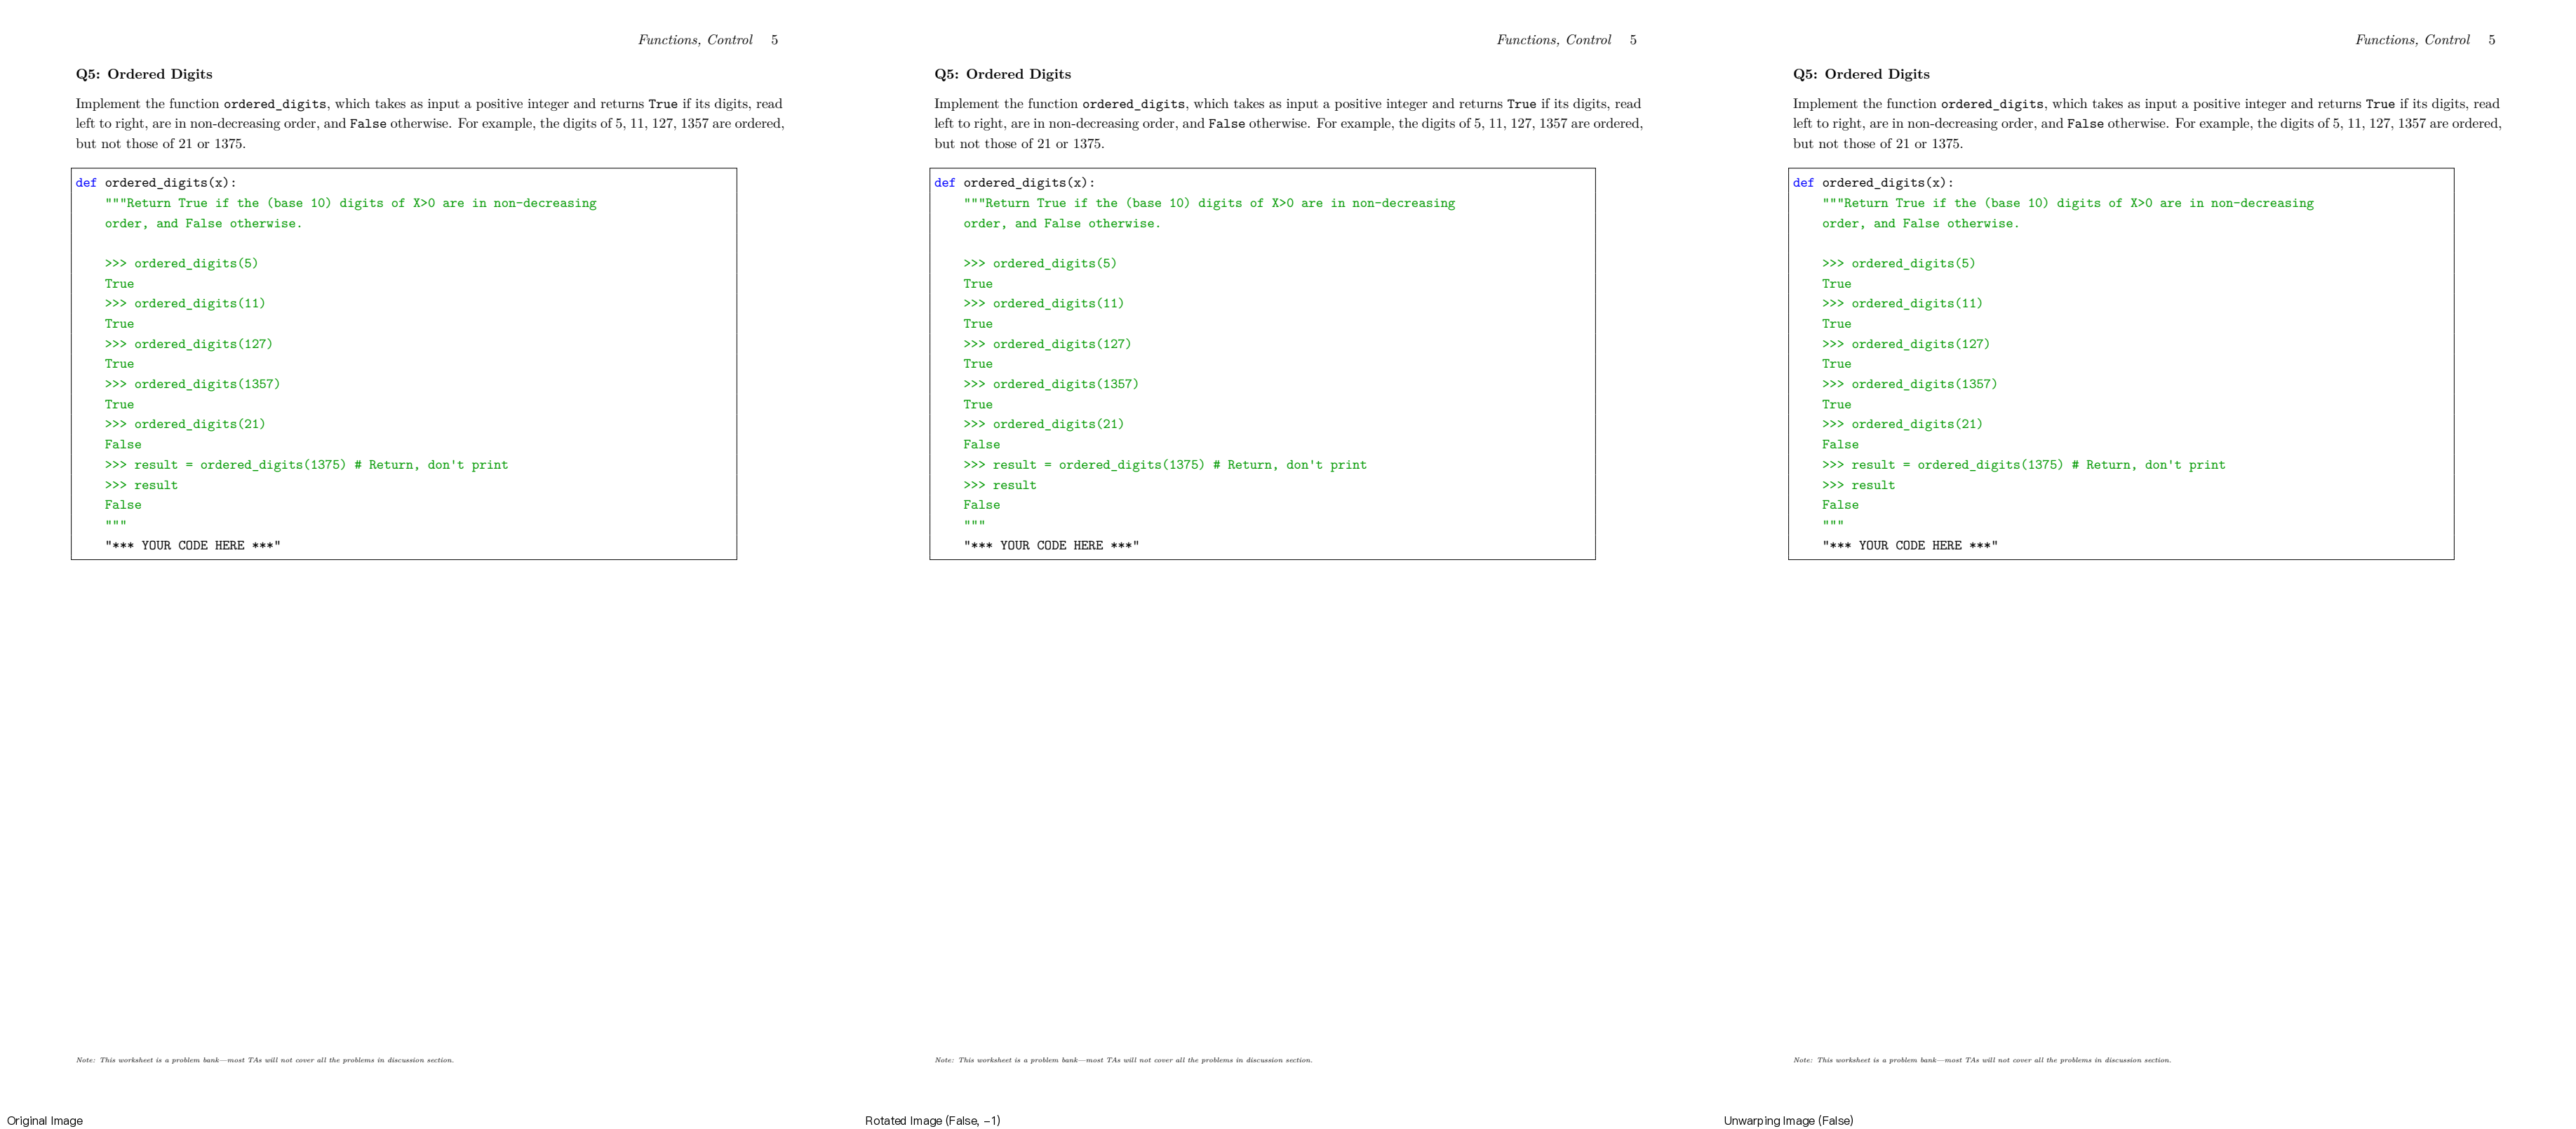 Functions, Control 5
Q5: Ordered Digits
Implement the function ordered_digits, which takes as input a positive integer and returns True if its digits, read
left to right, are in non-decreasing order, and False otherwise. For example, the digits of 5, 11, 127, 1357 are ordered,
but not those of 21 or 1375.
def ordered_digits(x):
    """Return True if the (base 10) digits of X>0 are in non-decreasing
    order, and False otherwise.
    >>> ordered_digits(5)
    True
    >>> ordered_digits(11)
    True
    >>> ordered_digits(127)
    True
    >>> ordered_digits(1357)
    True
    >>> ordered_digits(21)
    False
    >>> result = ordered_digits(1375) # Return, don't print
    >>> result
    False
    """
    "*** YOUR CODE HERE ***"
Note: This worksheet is a problem bank—most TAs will not cover all the problems in discussion section.
Original Image
Functions, Control 5
Q5: Ordered Digits
Implement the function ordered_digits, which takes as input a positive integer and returns True if its digits, read
left to right, are in non-decreasing order, and False otherwise. For example, the digits of 5, 11, 127, 1357 are ordered,
but not those of 21 or 1375.
def ordered_digits(x):
    """Return True if the (base 10) digits of X>0 are in non-decreasing
    order, and False otherwise.
    >>> ordered_digits(5)
    True
    >>> ordered_digits(11)
    True
    >>> ordered_digits(127)
    True
    >>> ordered_digits(1357)
    True
    >>> ordered_digits(21)
    False
    >>> result = ordered_digits(1375) # Return, don't print
    >>> result
    False
    """
    "*** YOUR CODE HERE ***"
Note: This worksheet is a problem bank—most TAs will not cover all the problems in discussion section.
Rotated Image (False, -1)
Functions, Control 5
Q5: Ordered Digits
Implement the function ordered_digits, which takes as input a positive integer and returns True if its digits, read
left to right, are in non-decreasing order, and False otherwise. For example, the digits of 5, 11, 127, 1357 are ordered,
but not those of 21 or 1375.
def ordered_digits(x):
    """Return True if the (base 10) digits of X>0 are in non-decreasing
    order, and False otherwise.
    >>> ordered_digits(5)
    True
    >>> ordered_digits(11)
    True
    >>> ordered_digits(127)
    True
    >>> ordered_digits(1357)
    True
    >>> ordered_digits(21)
    False
    >>> result = ordered_digits(1375) # Return, don't print
    >>> result
    False
    """
    "*** YOUR CODE HERE ***"
Note: This worksheet is a problem bank—most TAs will not cover all the problems in discussion section.
Unwarping Image (False)